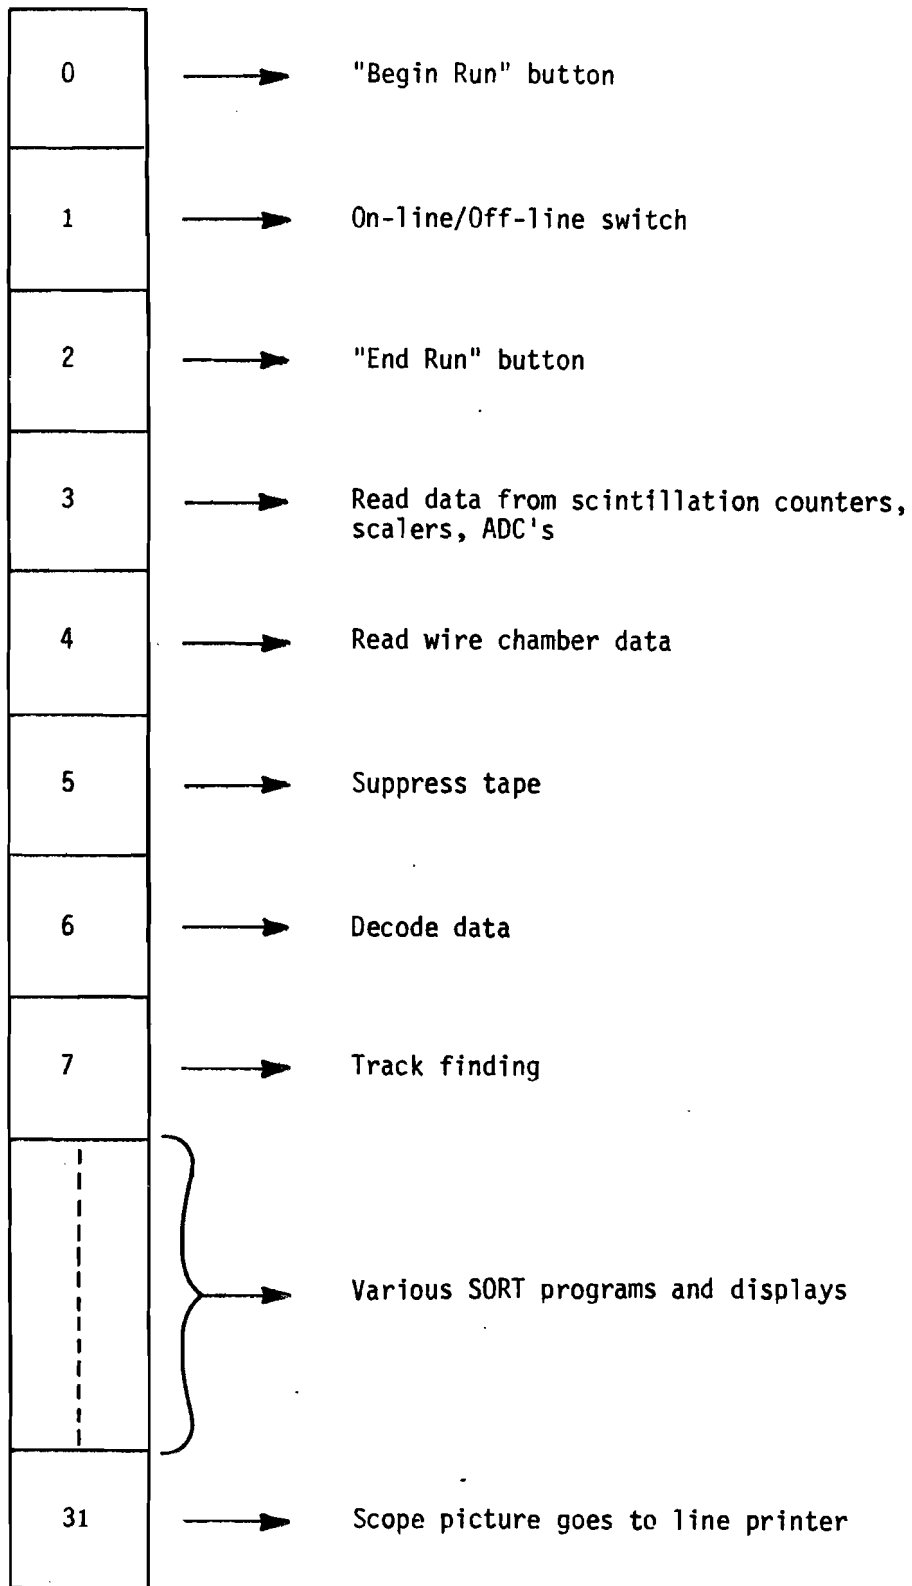 0 "Begin Run" button
1 On-line/Off-line switch
2 "End Run" button
3 Read data from scintillation counters,
scalers, ADC's
4 Read wire chamber data
5 Suppress tape
6 Decode data
7 Track finding
Various SORT programs and displays
31 Scope picture goes to line printer